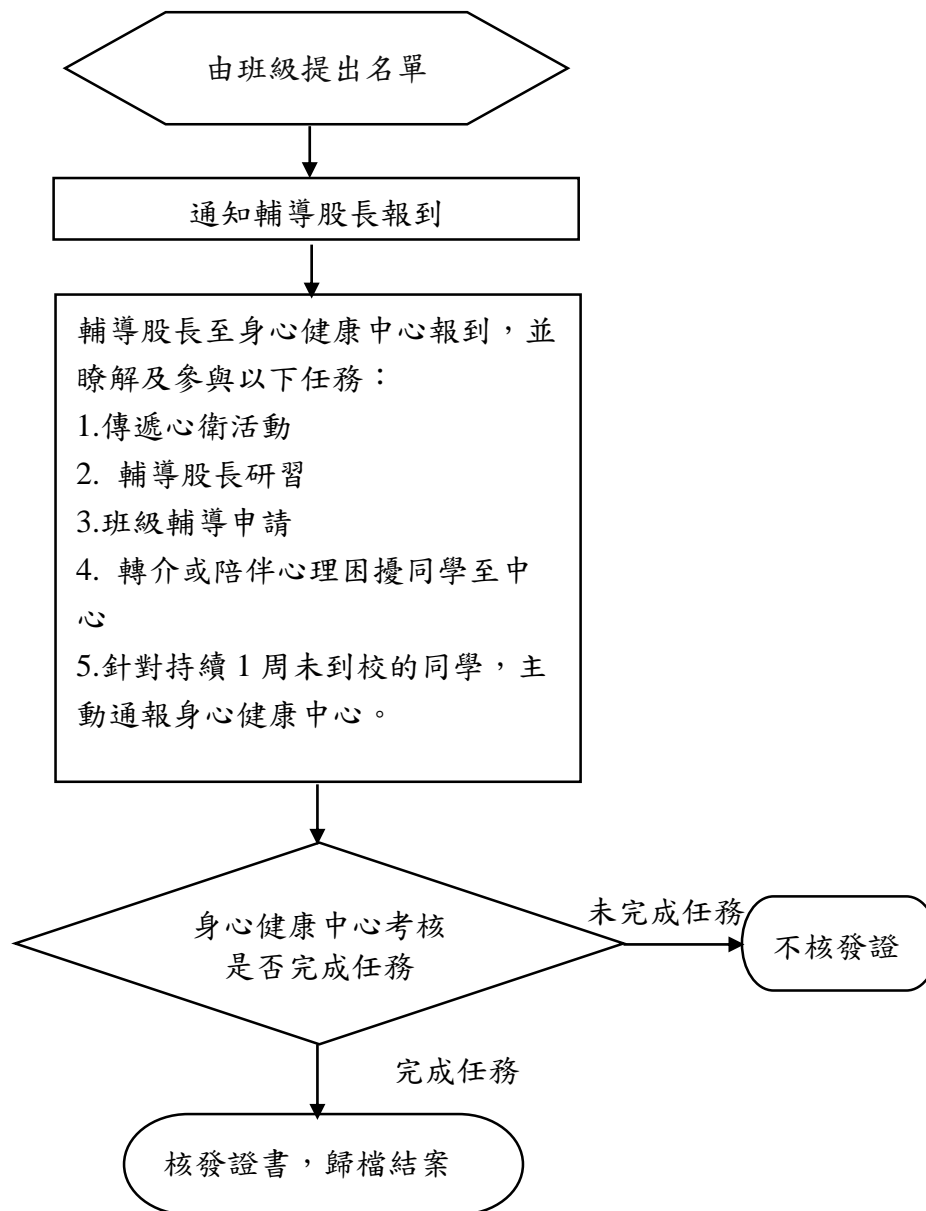 由班級提出名單
通知輔導股長報到
輔導股長至身心健康中心報到，並
瞭解及參與以下任務：
1.傳遞心衛活動
2. 輔導股長研習
3.班級輔導申請
4. 轉介或陪伴心理困擾同學至中
心
5.針對持續 1 周未到校的同學，主
動通報身心健康中心。
身心健康中心考核
是否完成任務
未完成任務
不核發證
完成任務
核發證書，歸檔結案